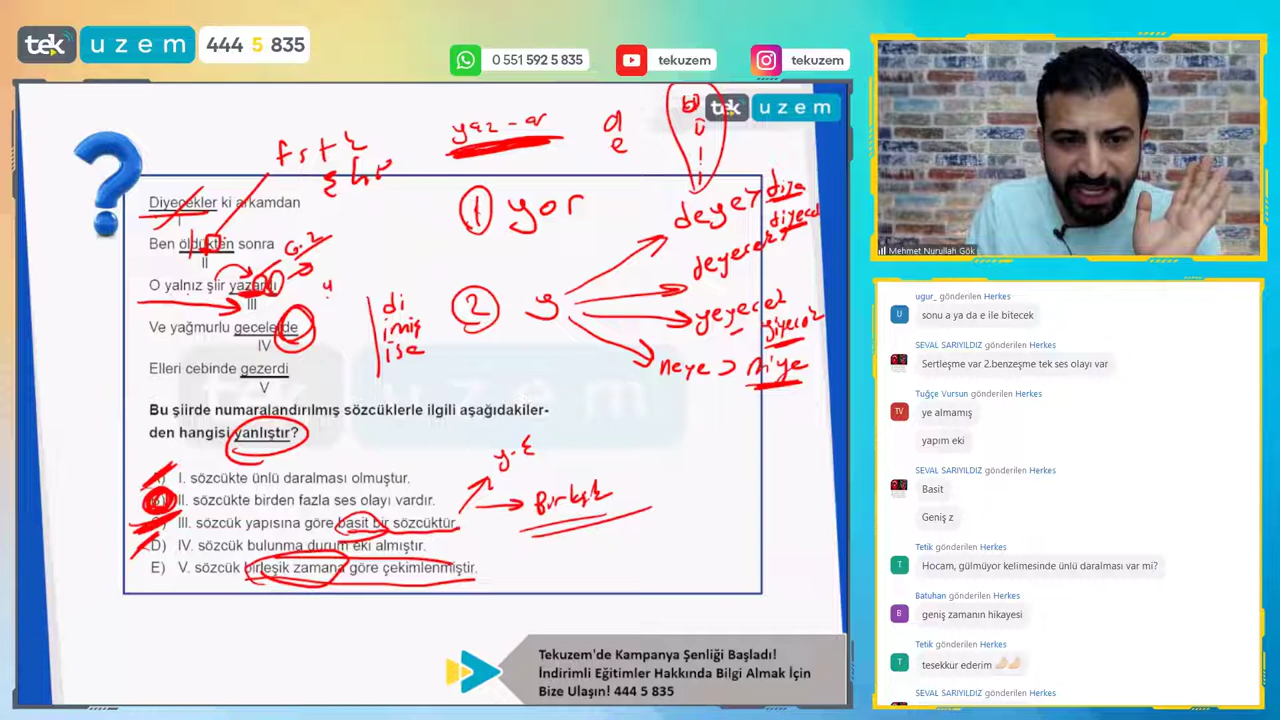 tek uzem 444 5 835
0 551 592 5 835 tekuzem tekuzem
tek uzem
yaz-ar
d
e
1 yor
2 y
deyer diye
diyecek
niye
Birleşik
di
imiş
ise
Diyecekler ki arkamdan
I
Ben öldükten sonra
II
O yalnız şiir yazardı
III
Ve yağmurlu gecelerde
IV
Elleri cebinde gezerdi
V
Bu şiirde numaralandırılmış sözcüklerle ilgili aşağıdakiler-
den hangisi yanlıştır?
A) I. sözcükte ünlü daralması olmuştur.
B) II. sözcükte birden fazla ses olayı vardır.
C) III. sözcük yapısına göre basit bir sözcüktür.
D) IV. sözcük bulunma durum eki almıştır.
E) V. sözcük birleşik zamana göre çekimlenmiştir.
Tekuzem'de Kampanya Şenliği Başladı!
İndirimli Eğitimler Hakkında Bilgi Almak İçin
Bize Ulaşın! 444 5 835
Mehmet Nurullah Gök
ugur_ gönderilen Herkes
U sonu a ya da e ile bitecek
SEVAL SARIYILDIZ gönderilen Herkes
Sertleşme var 2.benzeşme tek ses olayı var
Tuğçe Vursun gönderilen Herkes
TV ye almamış
yapım eki
SEVAL SARIYILDIZ gönderilen Herkes
Basit
Geniş z
Tetik gönderilen Herkes
T Hocam, gülmüyor kelimesinde ünlü daralması var mi?
Batuhan gönderilen Herkes
B geniş zamanın hikayesi
Tetik gönderilen Herkes
T tesekkur ederim
SEVAL SARIYILDIZ gönderilen Herkes